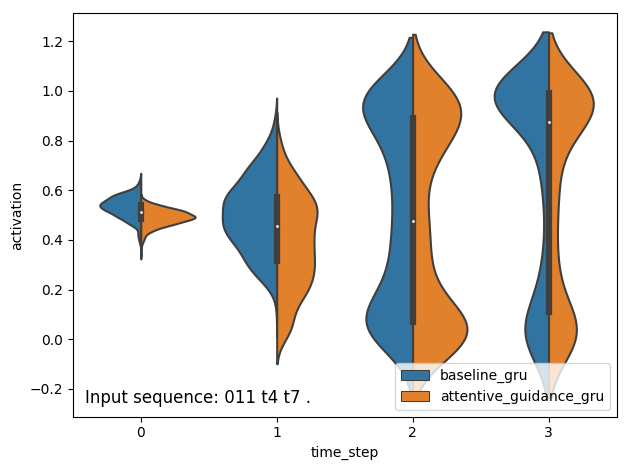 1.2
1.0
0.8
0.6
0.4
0.2
0.0
−0.2
activation
Input sequence: 011 t4 t7 .
baseline_gru
attentive_guidance_gru
0 1 2 3
time_step